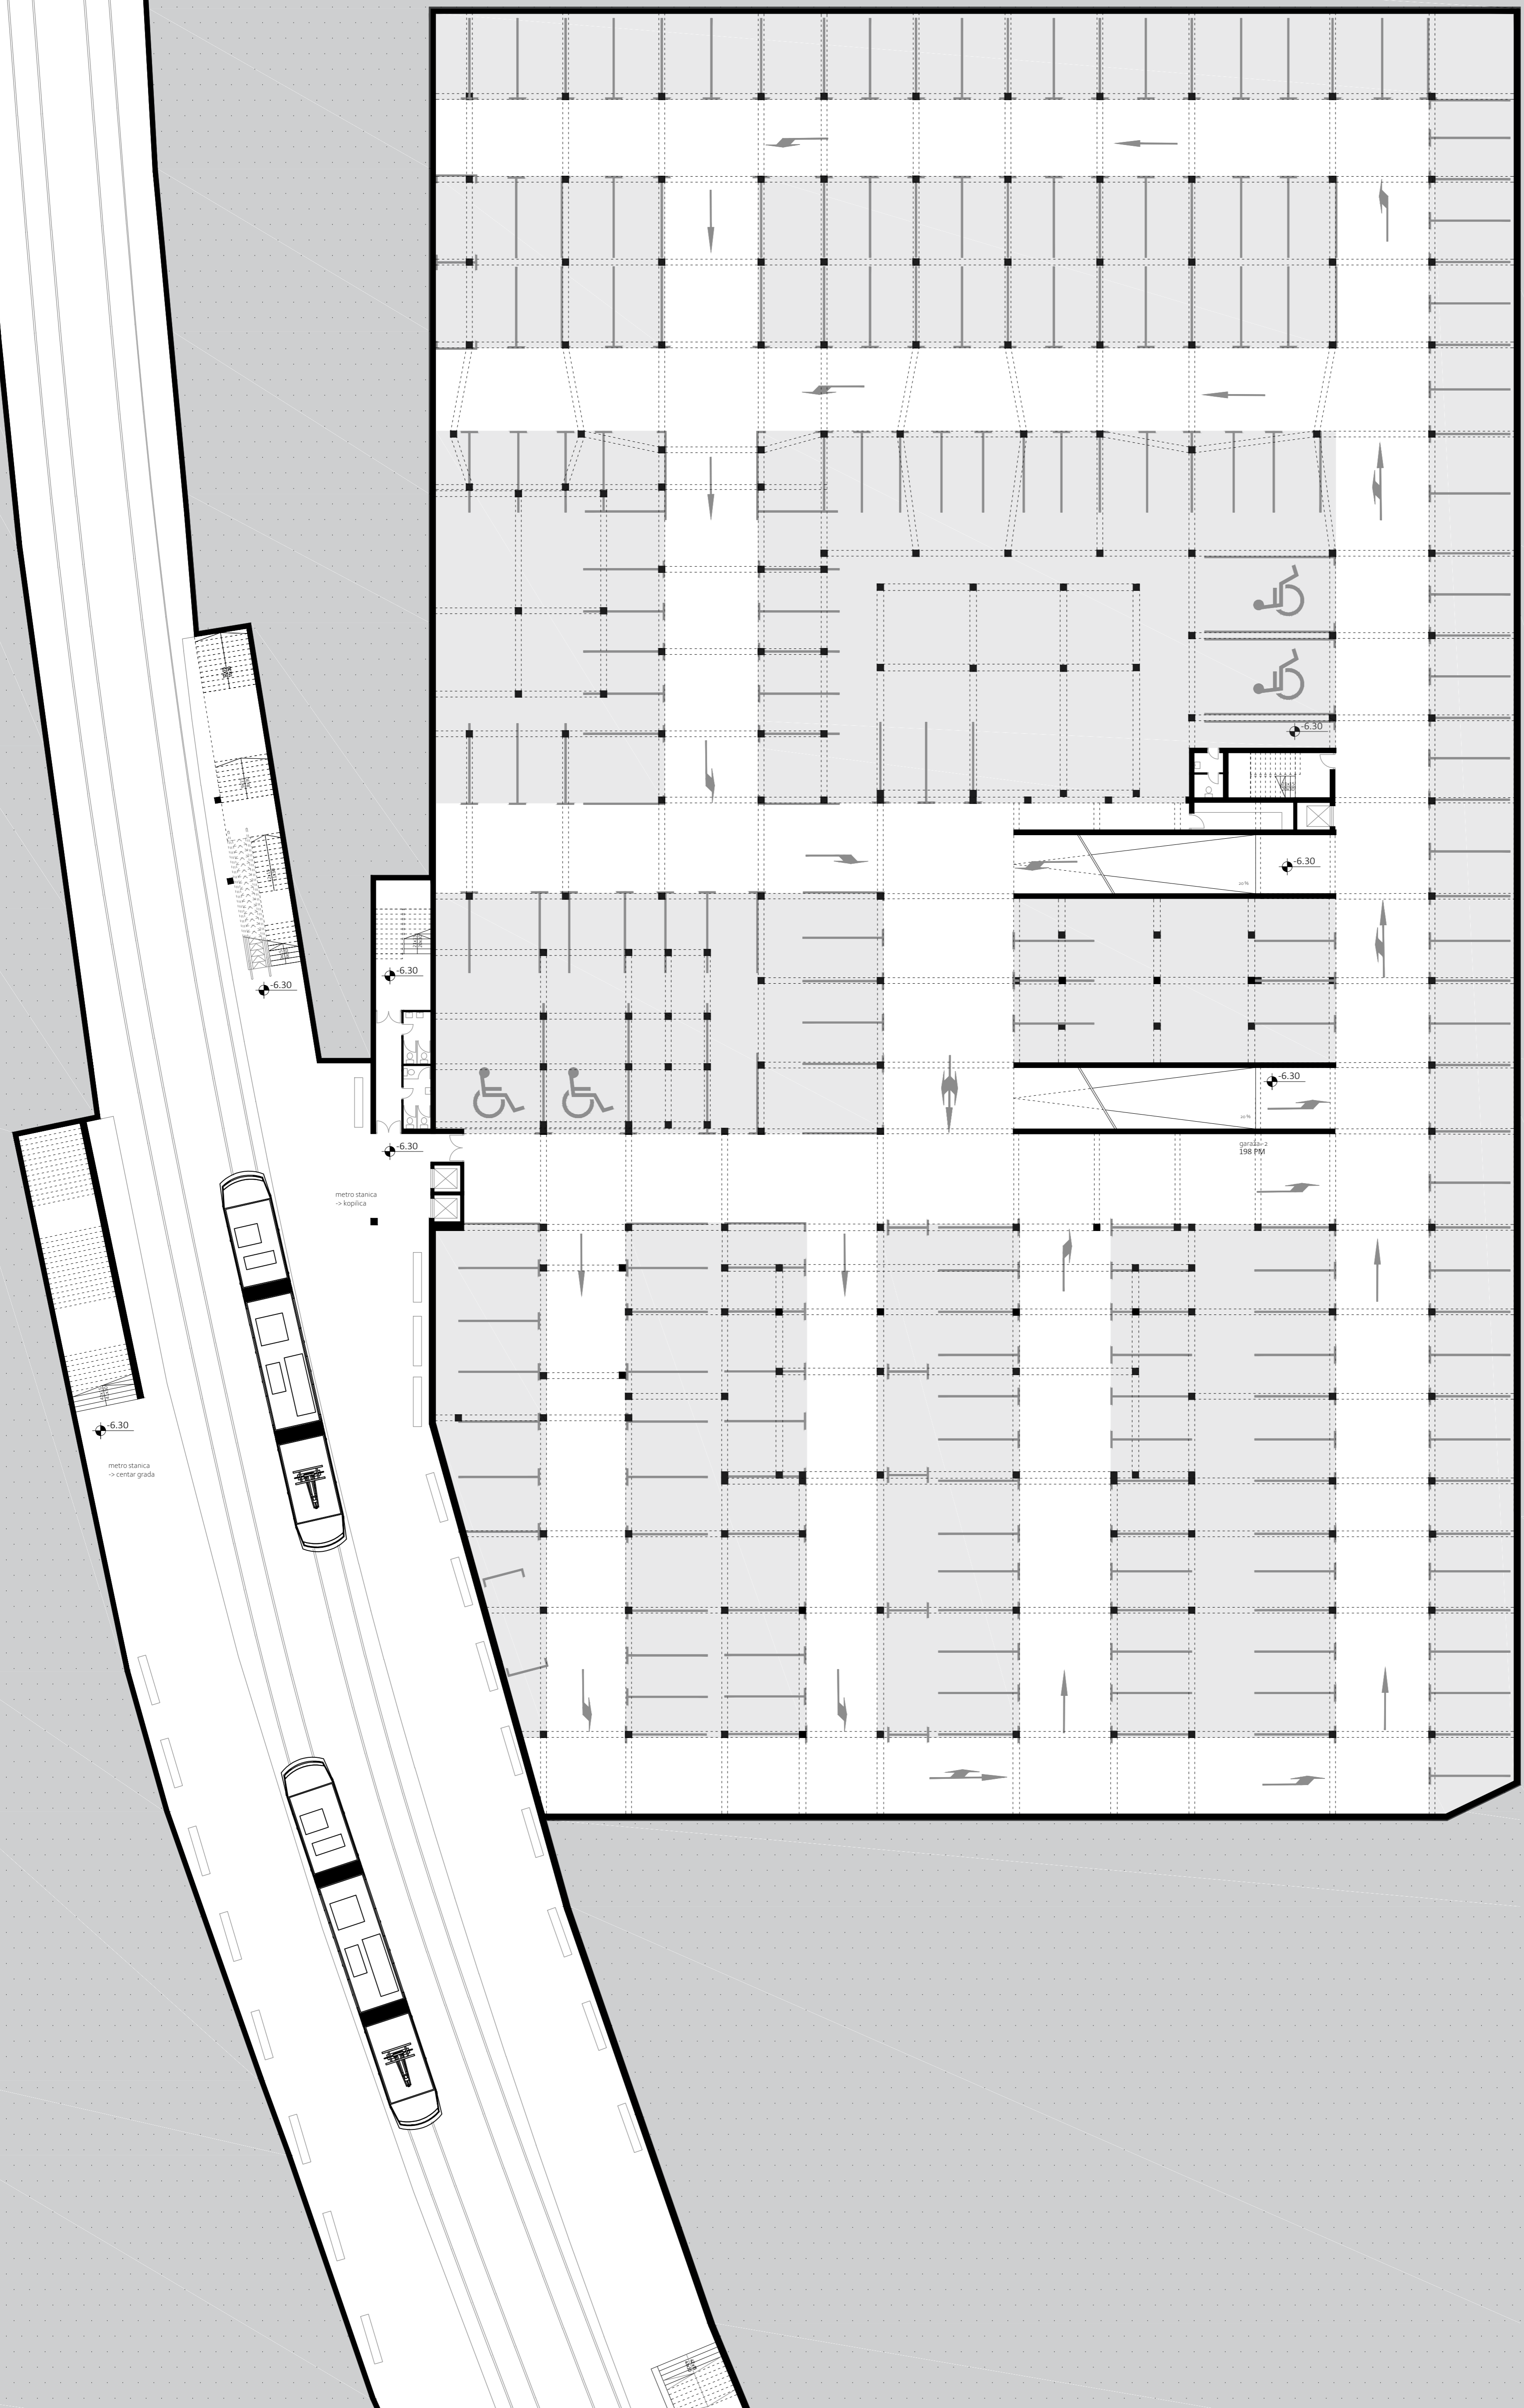 -6.30
-6.30
-6.30
-6.30
-6.30
garaža -2
198 PM
-6.30
metro stanica
-> kopilica
-6.30
metro stanica
-> centar grada